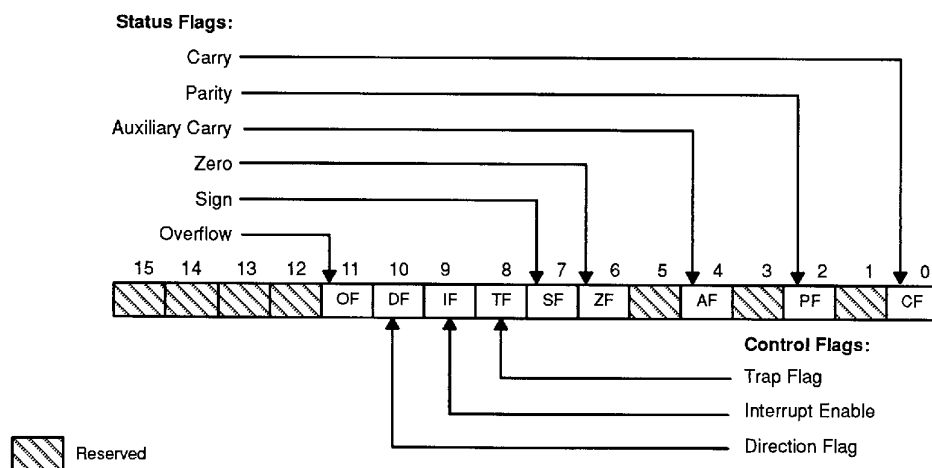 Status Flags:
Carry
Parity
Auxiliary Carry
Zero
Sign
Overflow
15 14 13 12 11 10 9 8 7 6 5 4 3 2 1 0
OF DF IF TF SF ZF AF PF CF
Control Flags:
Trap Flag
Interrupt Enable
Direction Flag
Reserved